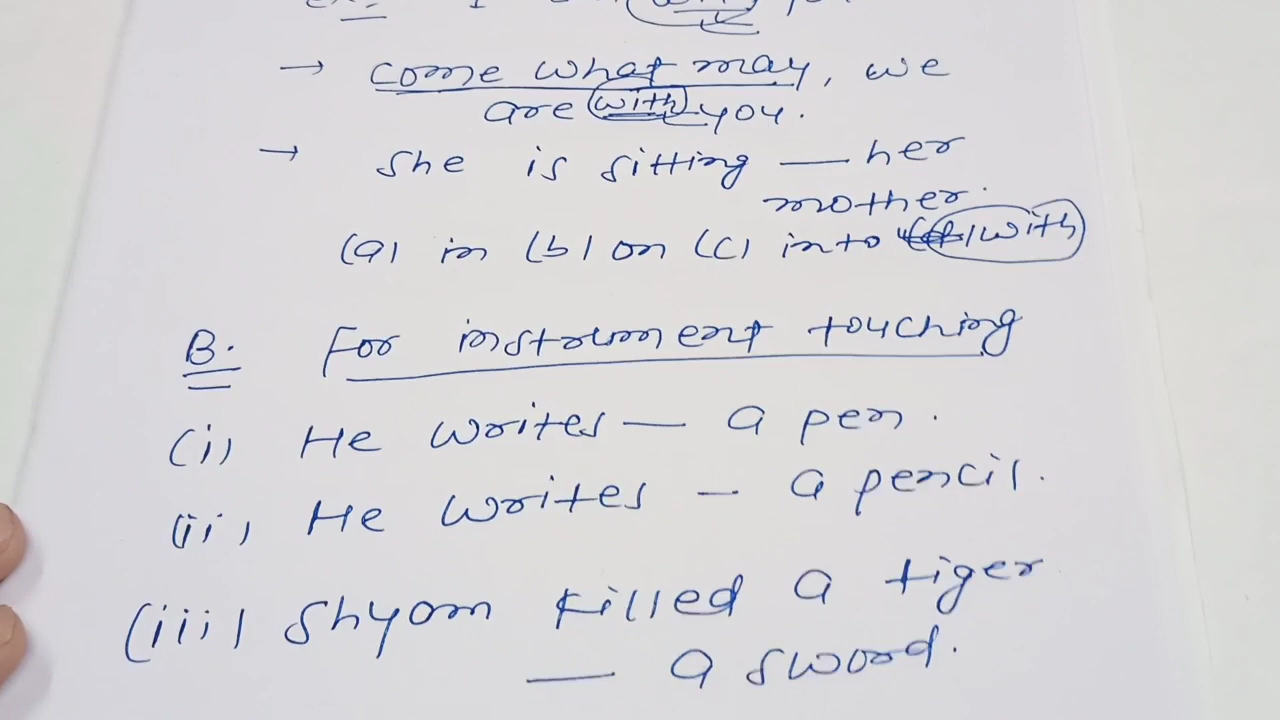 ex:-
→ come what may, we
are with you.
→ She is sitting — her
mother.
(a) in (b) on (c) into with
B. For instrument touching
(i) He writes — a pen.
(ii) He writes — a pencil.
(iii) Shyam killed a tiger
— a sword.